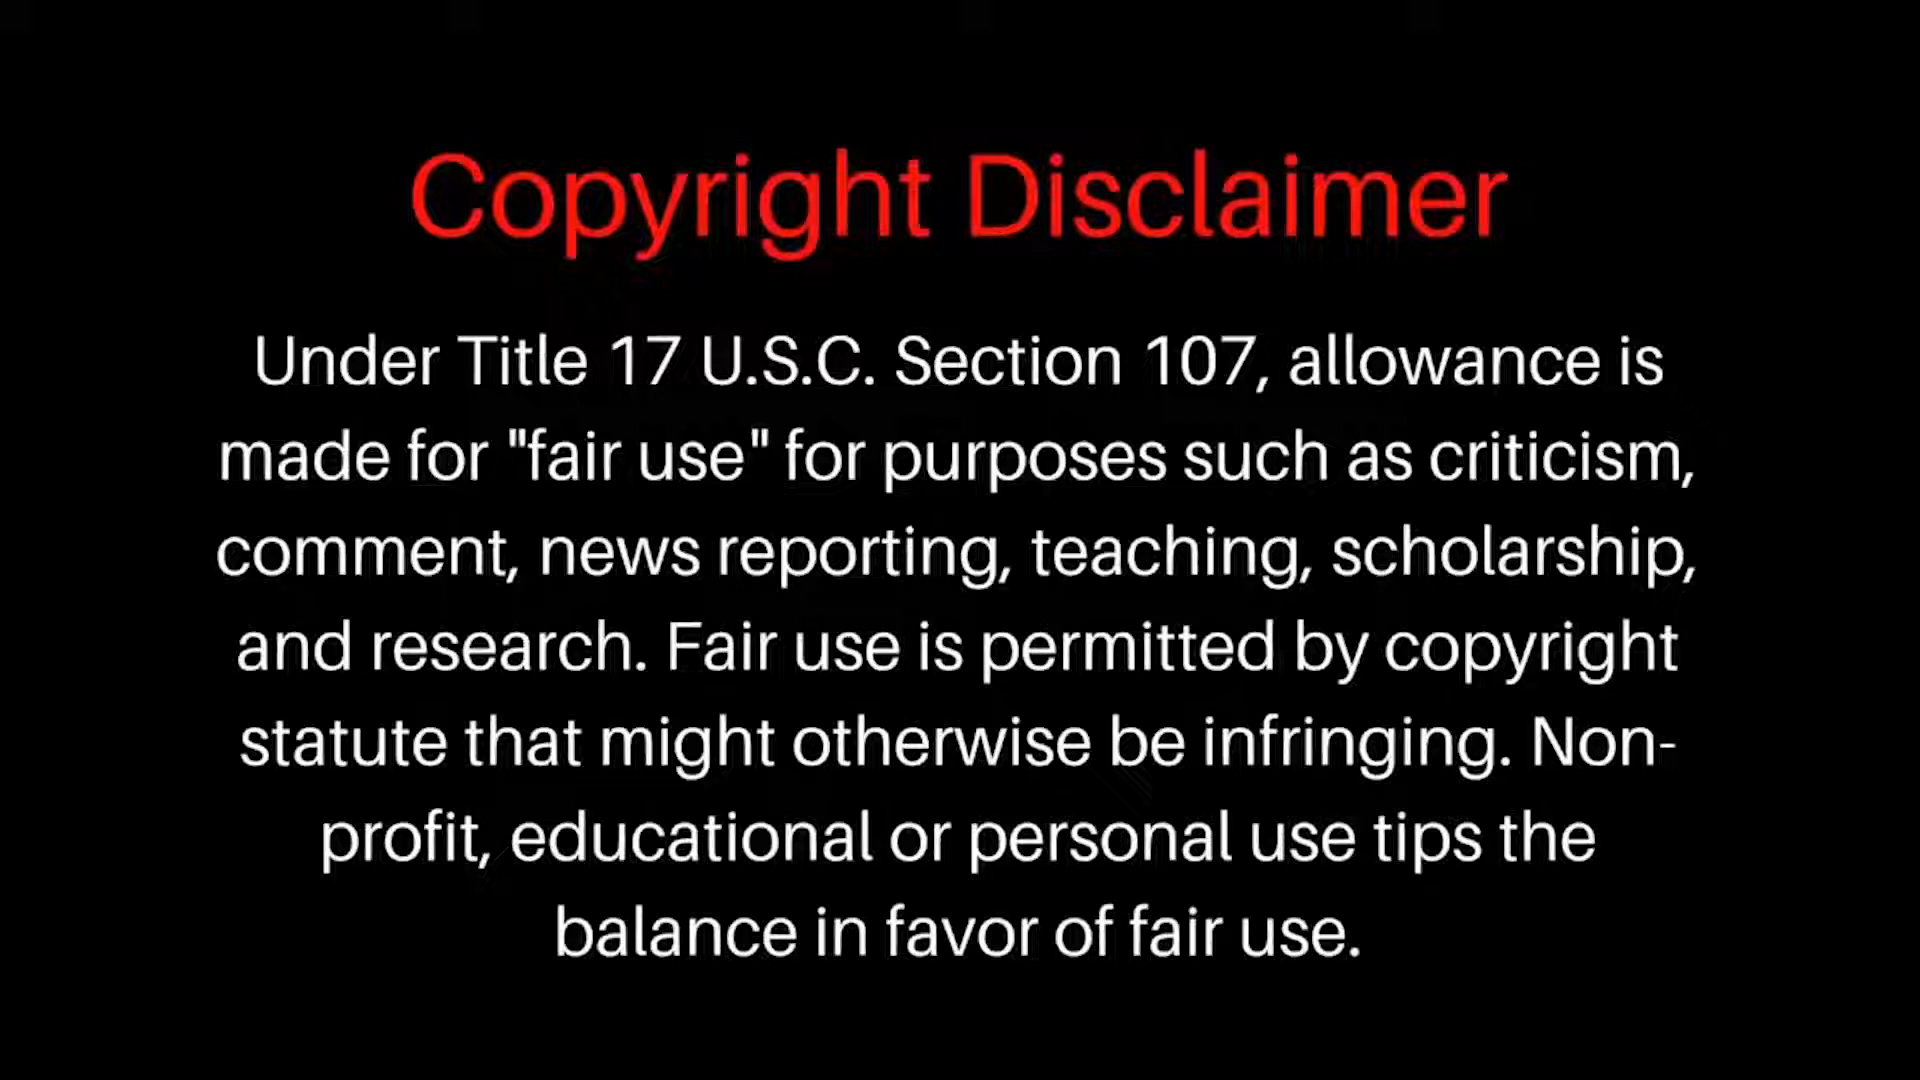 Copyright Disclaimer
Under Title 17 U.S.C. Section 107, allowance is
made for "fair use" for purposes such as criticism,
comment, news reporting, teaching, scholarship,
and research. Fair use is permitted by copyright
statute that might otherwise be infringing. Non-
profit, educational or personal use tips the
balance in favor of fair use.